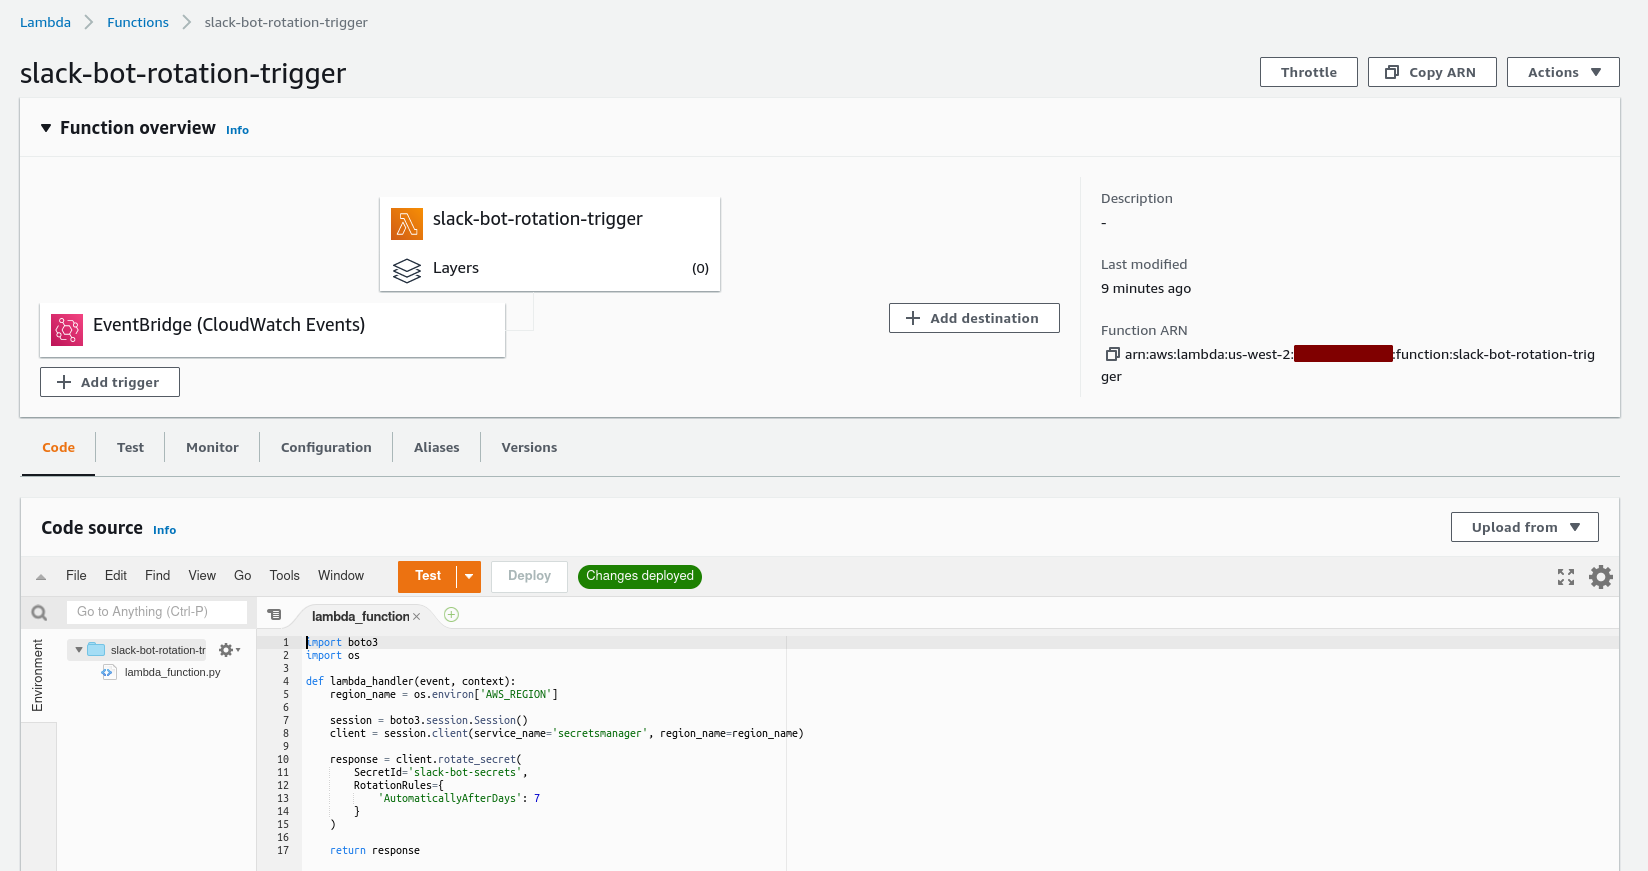 Lambda > Functions > slack-bot-rotation-trigger
slack-bot-rotation-trigger
Throttle
Copy ARN
Actions
Function overview Info
slack-bot-rotation-trigger
Layers (0)
EventBridge (CloudWatch Events)
Add trigger
Add destination
Description
-
Last modified
9 minutes ago
Function ARN
arn:aws:lambda:us-west-2: :function:slack-bot-rotation-trig
ger
Code
Test
Monitor
Configuration
Aliases
Versions
Code source Info
Upload from
File Edit Find View Go Tools Window
Test
Deploy
Changes deployed
Go to Anything (Ctrl-P)
lambda_function
Environment
slack-bot-rotation-tr
lambda_function.py
1 import boto3
2 import os
3
4 def lambda_handler(event, context):
5     region_name = os.environ['AWS_REGION']
6
7     session = boto3.session.Session()
8     client = session.client(service_name='secretsmanager', region_name=region_name)
9
10     response = client.rotate_secret(
11         SecretId='slack-bot-secrets',
12         RotationRules={
13             'AutomaticallyAfterDays': 7
14         }
15     )
16
17     return response